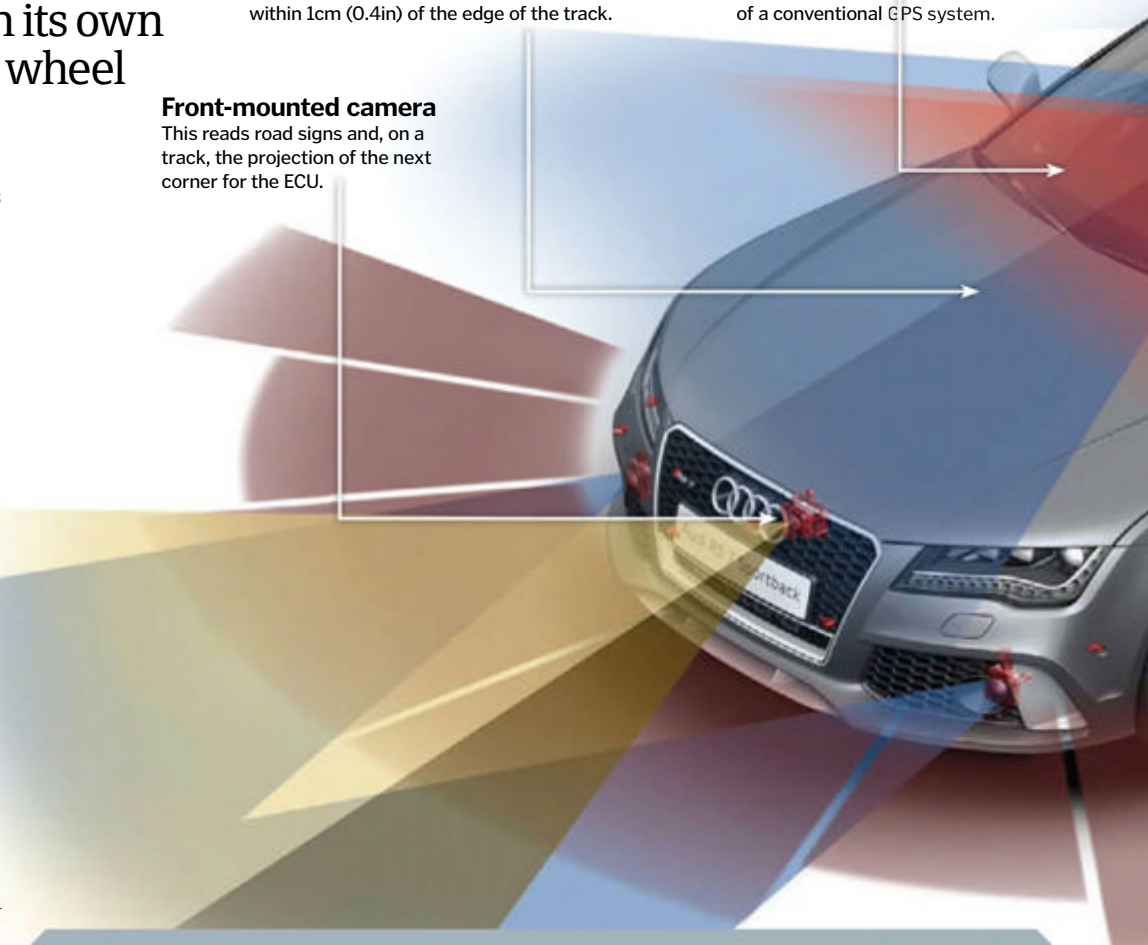 n its own
wheel
within 1cm (0.4in) of the edge of the track.
of a conventional GPS system.
Front-mounted camera
This reads road signs and, on a
track, the projection of the next
corner for the ECU.